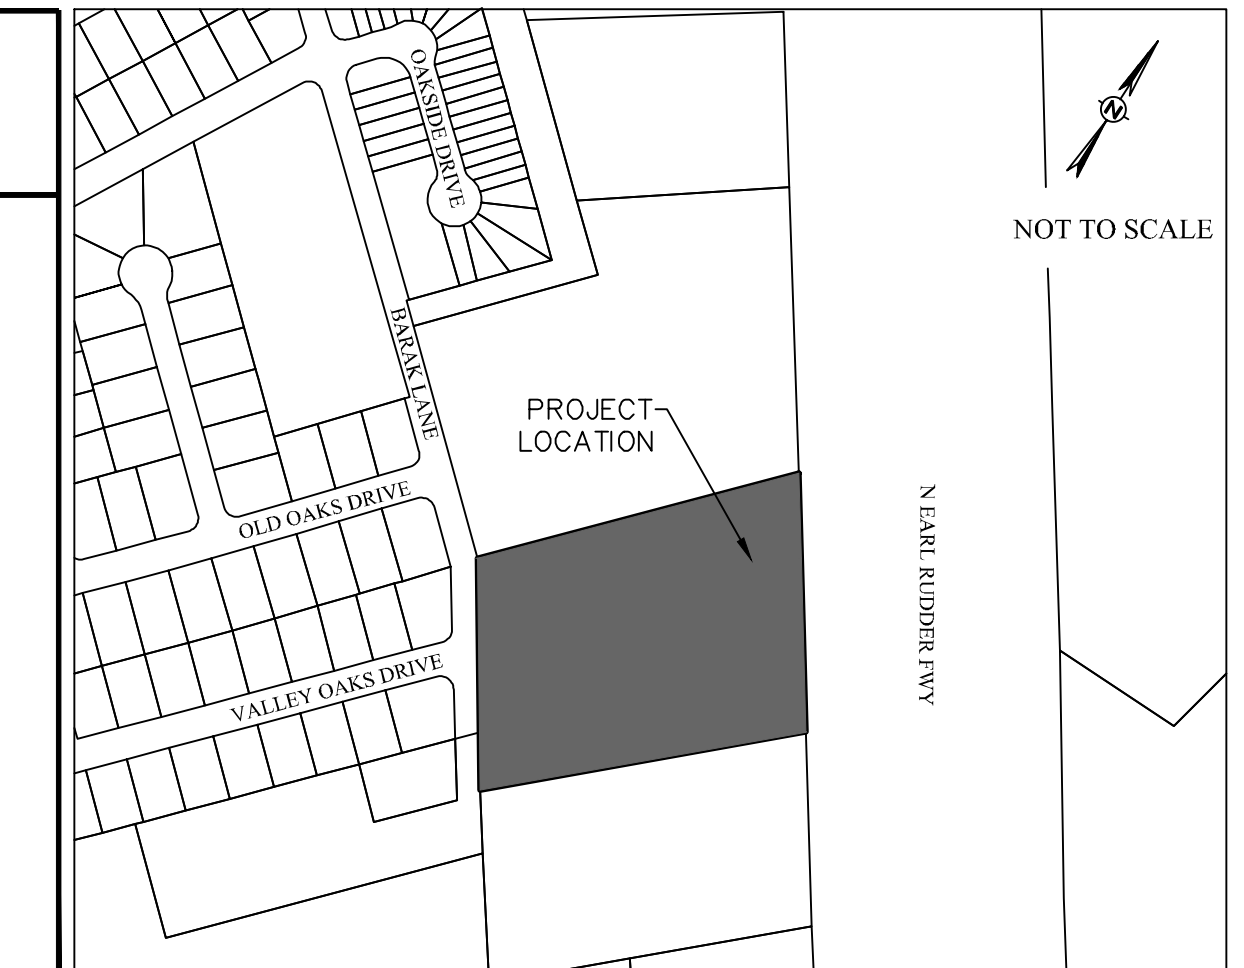 OAKSIDE DRIVE
N
NOT TO SCALE
BARAK LANE
PROJECT
LOCATION
OLD OAKS DRIVE
N EARL RUDDER FWY
VALLEY OAKS DRIVE